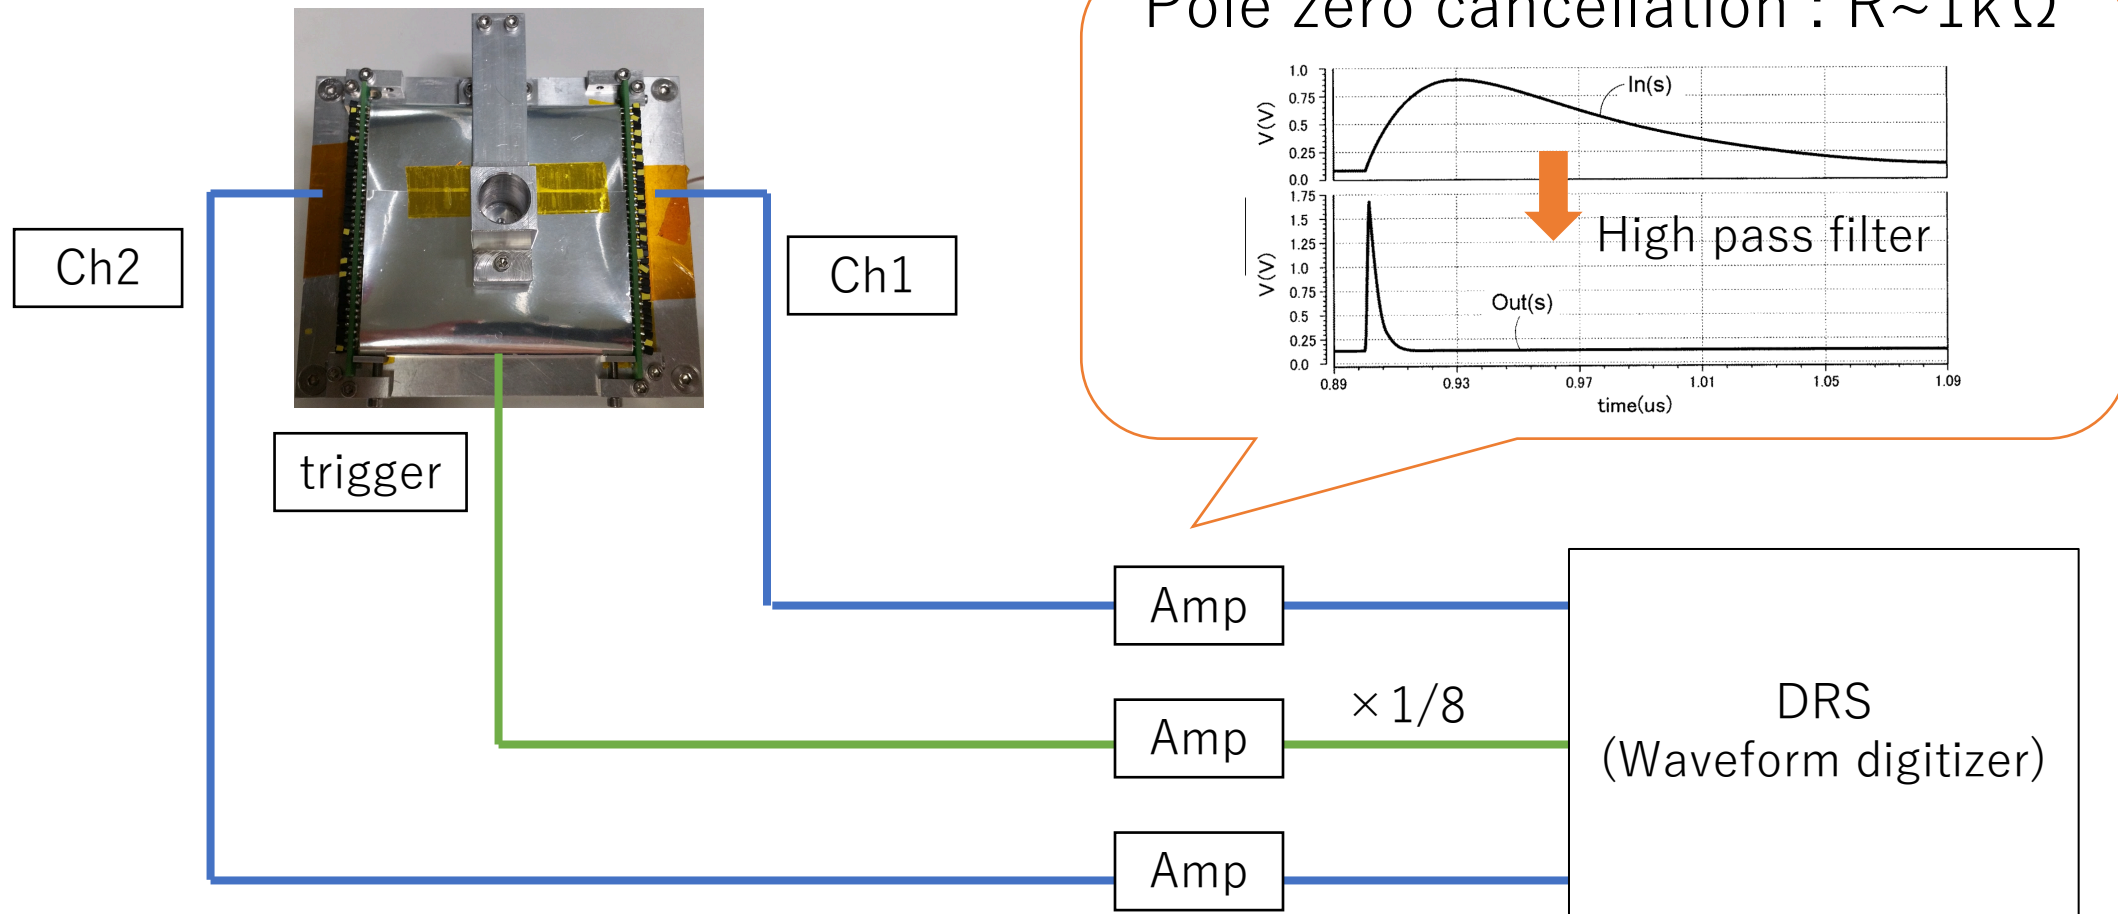 Pole zero cancellation : R~1kΩ
1.0
0.75
0.5
0.25
0.0
V(V)
In(s)
High pass filter
1.75
1.5
1.25
1.0
0.75
0.5
0.25
0.0
V(V)
Out(s)
0.89
0.93
0.97
1.01
1.05
1.09
time(us)
Ch2
Ch1
trigger
Amp
×1/8
Amp
Amp
DRS
(Waveform digitizer)